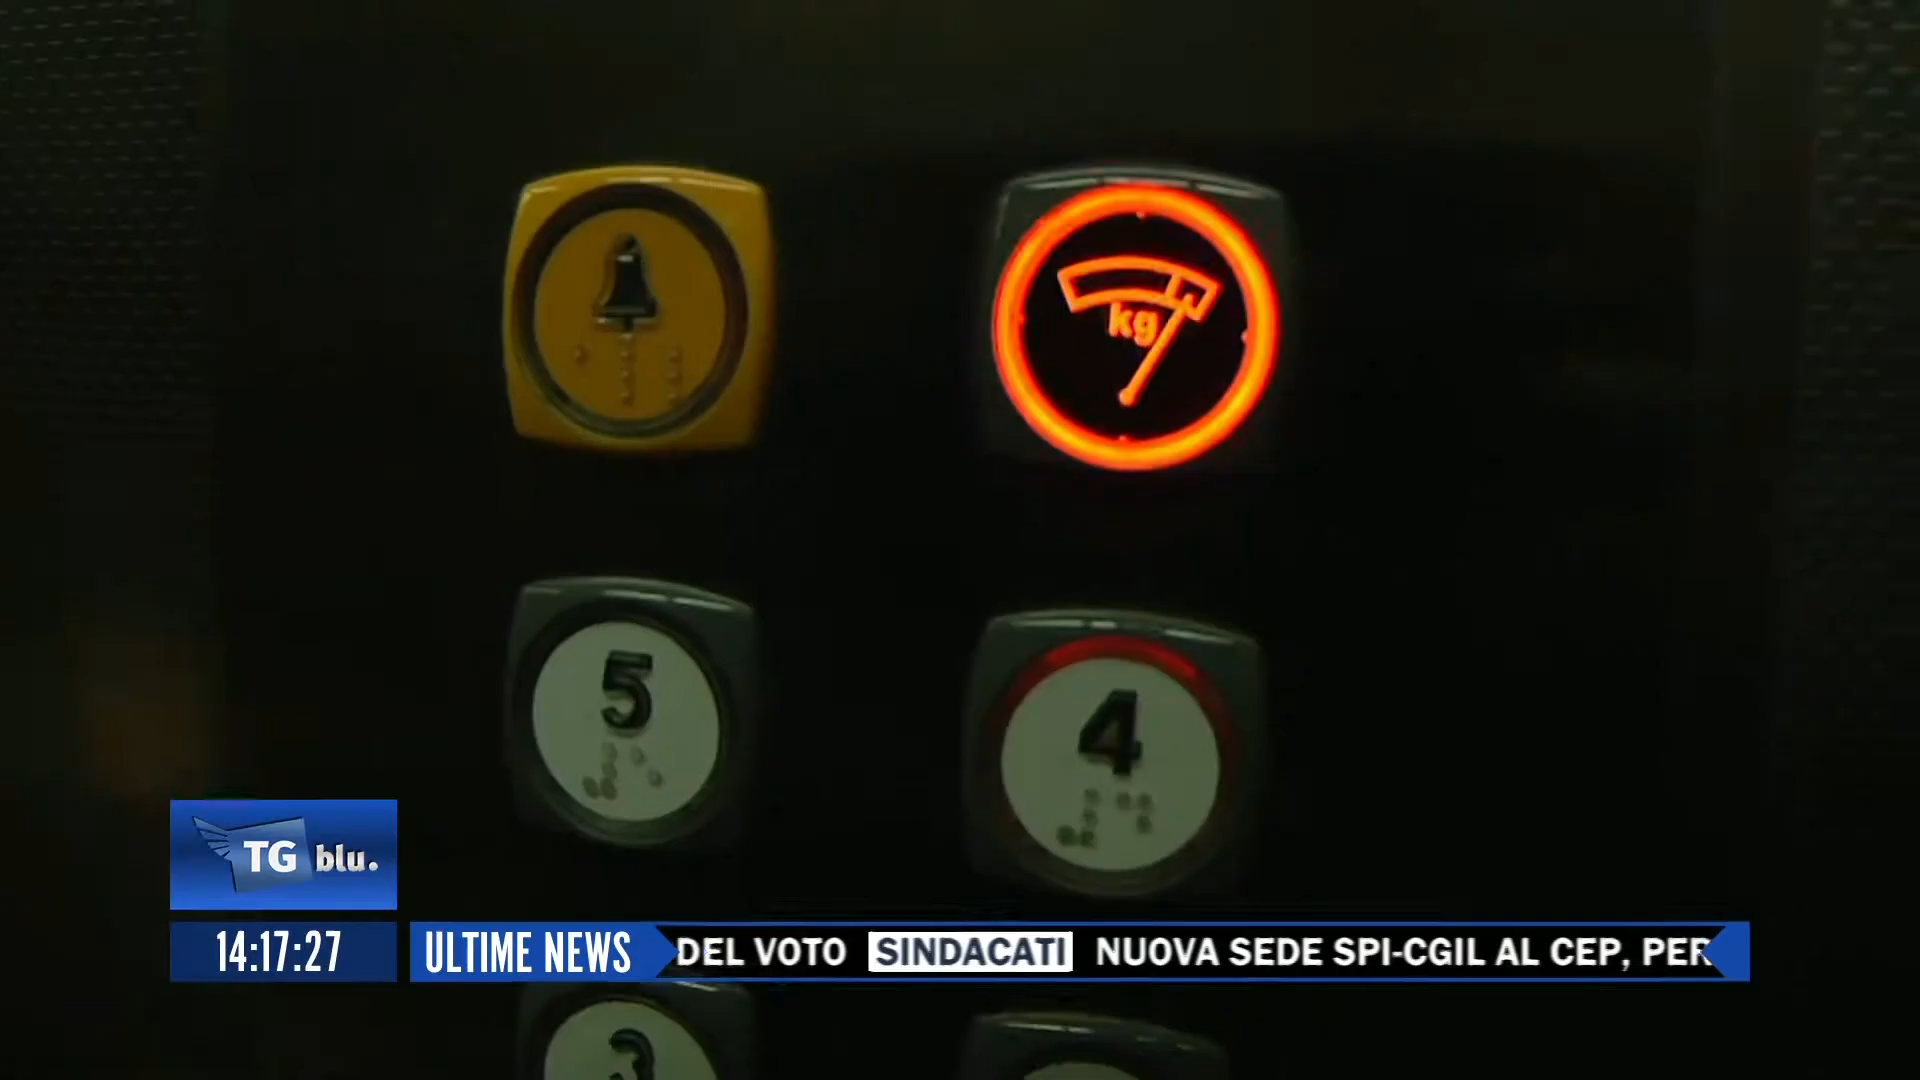 kg
5
4
TG blu.
14:17:27
ULTIME NEWS
DEL VOTO SINDACATI NUOVA SEDE SPI-CGIL AL CEP, PER
3